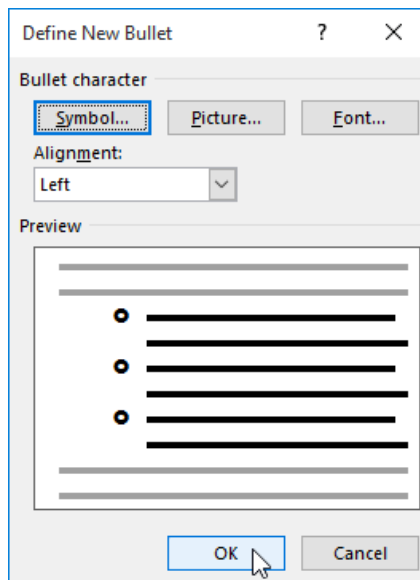 Define New Bullet ?
Bullet character
Symbol... Picture... Font...
Alignment:
Left
Preview
OK Cancel